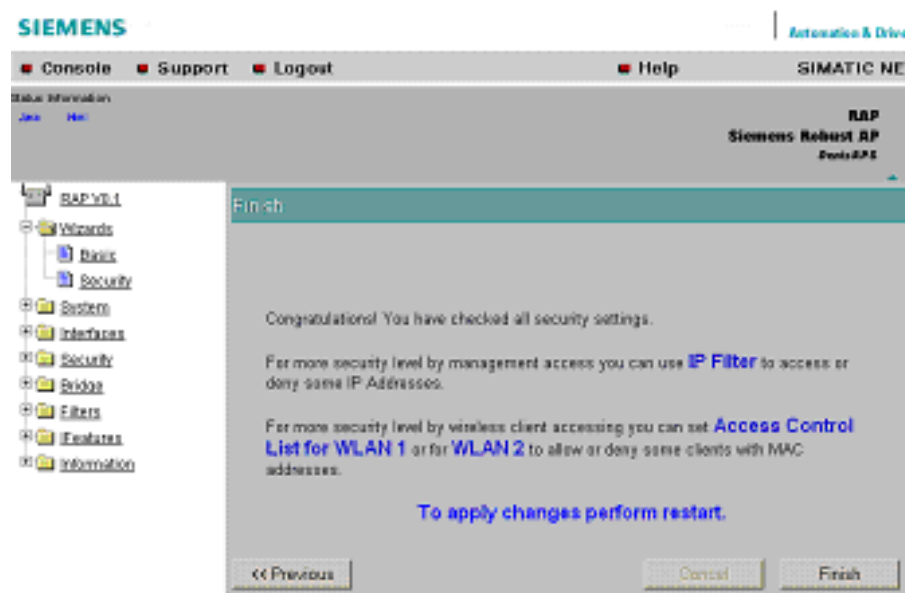 SIEMENS
Automation & Drive
Console Support Logout Help SIMATIC NE
Status Information
RAP
Siemens Robust AP
RAP V0.1
Finish
Wizards
Basic
Security
System
Interfaces
Security
Bridge
Filters
IFeatures
Information
Congratulations! You have checked all security settings.
For more security level by management access you can use IP Filter to access or
deny some IP Addresses.
For more security level by wireless client accessing you can set Access Control
List for WLAN 1 or for WLAN 2 to allow or deny some clients with MAC
addresses.
To apply changes perform restart.
<< Previous Cancel Finish